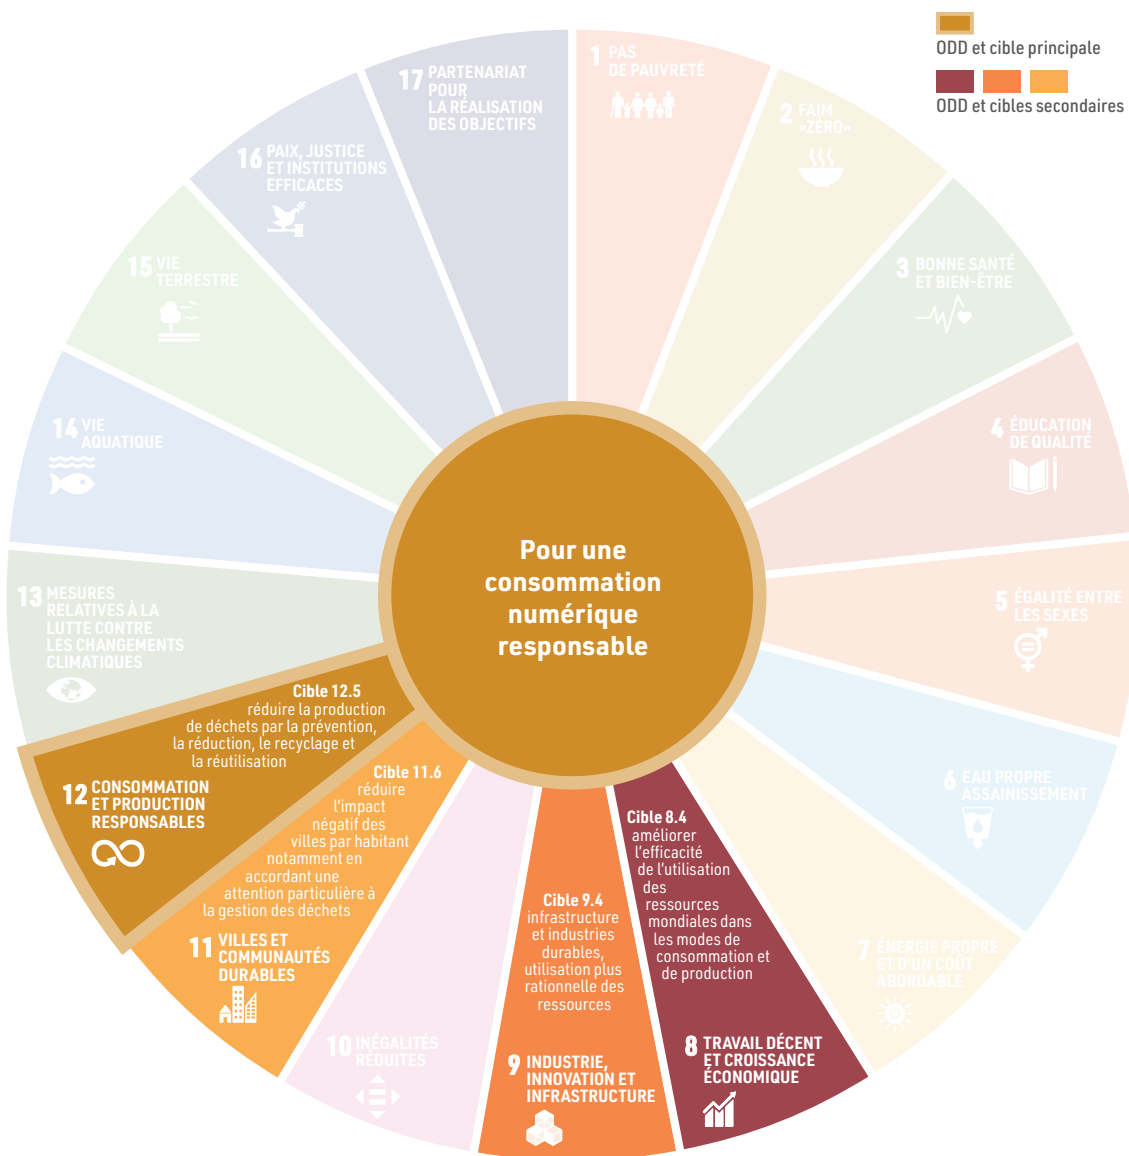 ODD et cible principale
ODD et cibles secondaires
1 PAS
DE PAUVRETÉ
2 FAIM
«ZÉRO»
3 BONNE SANTÉ
ET BIEN-ÊTRE
4 ÉDUCATION
DE QUALITÉ
5 ÉGALITÉ ENTRE
LES SEXES
6 EAU PROPRE
ASSAINISSEMENT
7 ÉNERGIE PROPRE
ET D'UN COÛT
ABORDABLE
Cible 8.4
améliorer
l'efficacité
de l'utilisation
des
ressources
mondiales dans
les modes de
consommation et
de production
8 TRAVAIL DÉCENT
ET CROISSANCE
ÉCONOMIQUE
Cible 9.4
infrastructure
et industries
durables,
utilisation plus
rationnelle des
ressources
9 INDUSTRIE,
INNOVATION ET
INFRASTRUCTURE
10 INÉGALITÉS
RÉDUITES
Cible 11.6
réduire
l'impact
négatif des
villes par habitant
notamment en
accordant une
attention particulière à
la gestion des déchets
11 VILLES ET
COMMUNAUTÉS
DURABLES
Cible 12.5
réduire la production
de déchets par la prévention,
la réduction, le recyclage et
la réutilisation
12 CONSOMMATION
ET PRODUCTION
RESPONSABLES
13 MESURES
RELATIVES À LA
LUTTE CONTRE
LES CHANGEMENTS
CLIMATIQUES
14 VIE
AQUATIQUE
15 VIE
TERRESTRE
16 PAIX, JUSTICE
ET INSTITUTIONS
EFFICACES
17 PARTENARIAT
POUR
LA RÉALISATION
DES OBJECTIFS
Pour une
consommation
numérique
responsable